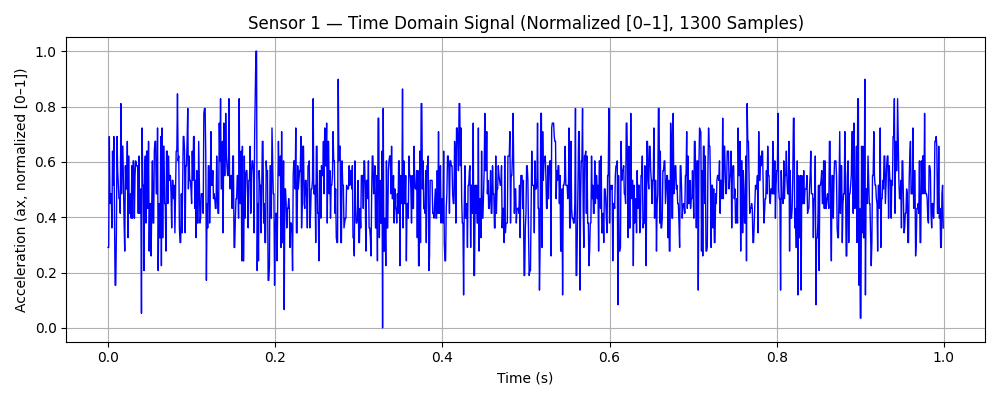 Sensor 1 — Time Domain Signal (Normalized [0–1], 1300 Samples)
Acceleration (ax, normalized [0–1])
1.0
0.8
0.6
0.4
0.2
0.0
0.0 0.2 0.4 0.6 0.8 1.0
Time (s)